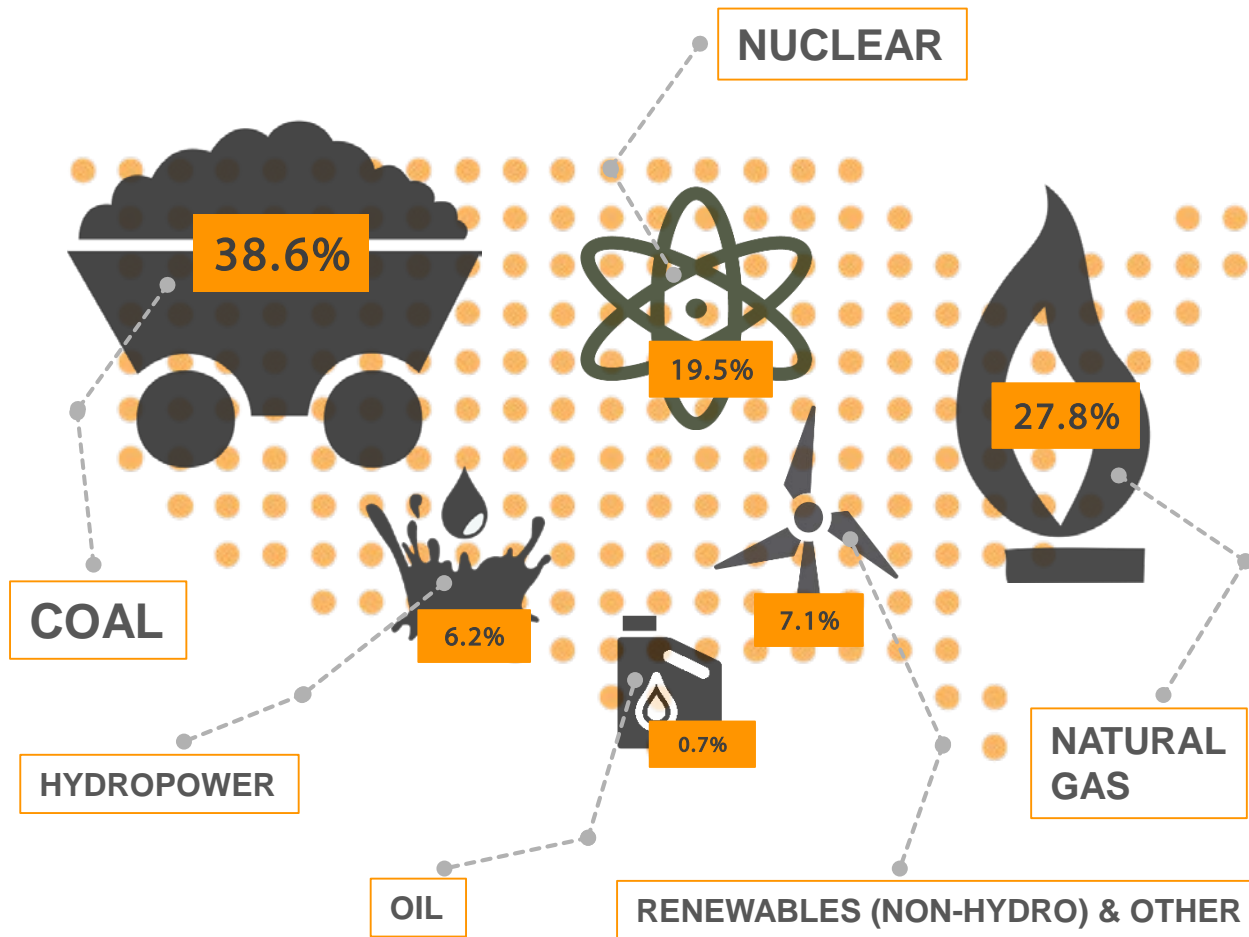 NUCLEAR
38.6%
19.5%
27.8%
COAL
6.2%
7.1%
0.7%
NATURAL
GAS
HYDROPOWER
OIL
RENEWABLES (NON-HYDRO) & OTHER